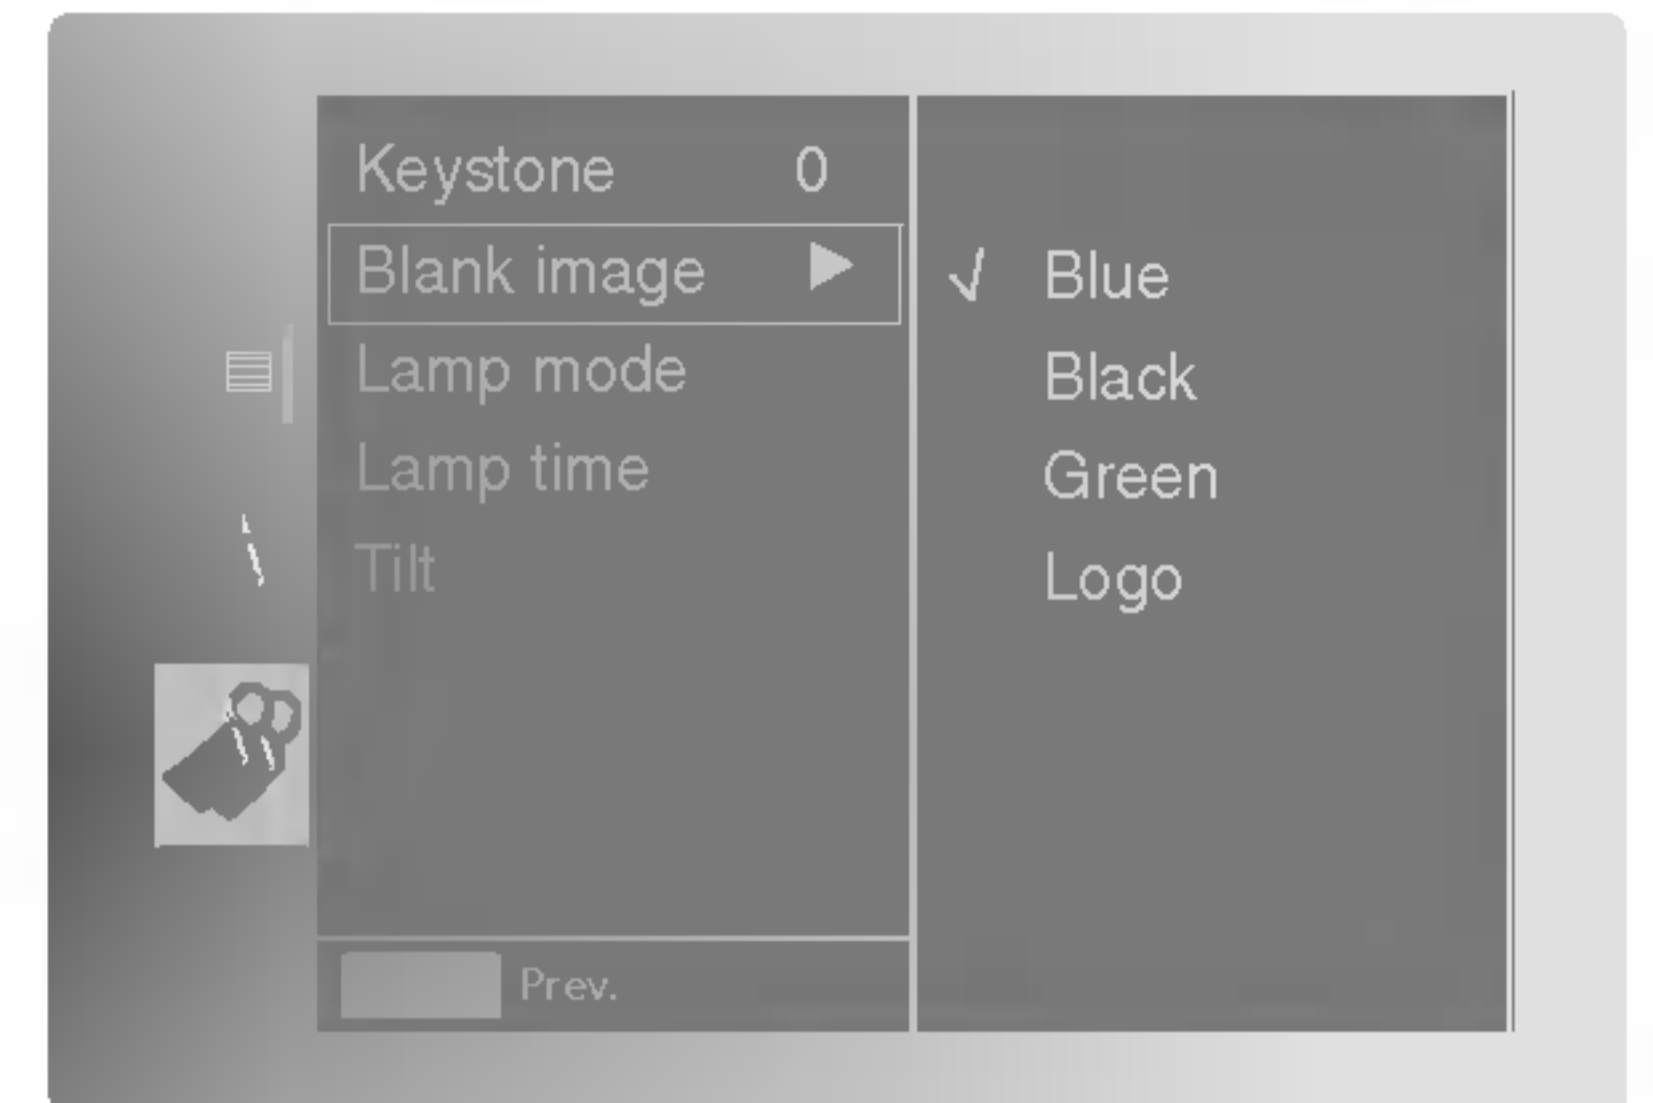 Keystone 0
Blank image ▶
Lamp mode
Lamp time
Tilt
Prev.
√ Blue
Black
Green
Logo